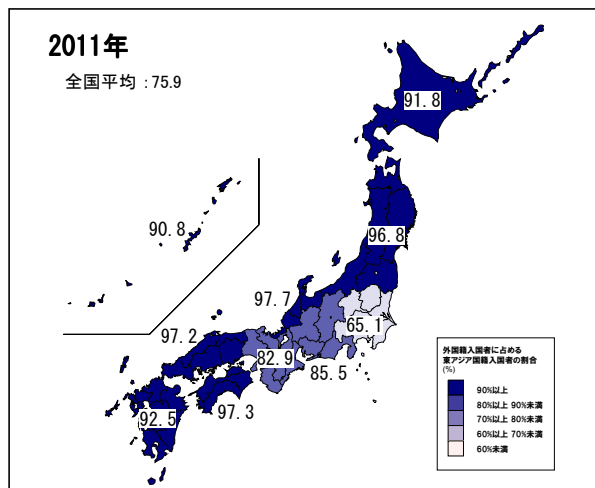 2011年
全国平均 :75.9
91.8
90.8
96.8
97.7
65.1
97.2
82.9
85.5
97.3
92.5
外国籍入国者に占める
東アジア国籍入国者の割合
(%)
90%以上
80%以上 90%未満
70%以上 80%未満
60%以上 70%未満
60%未満